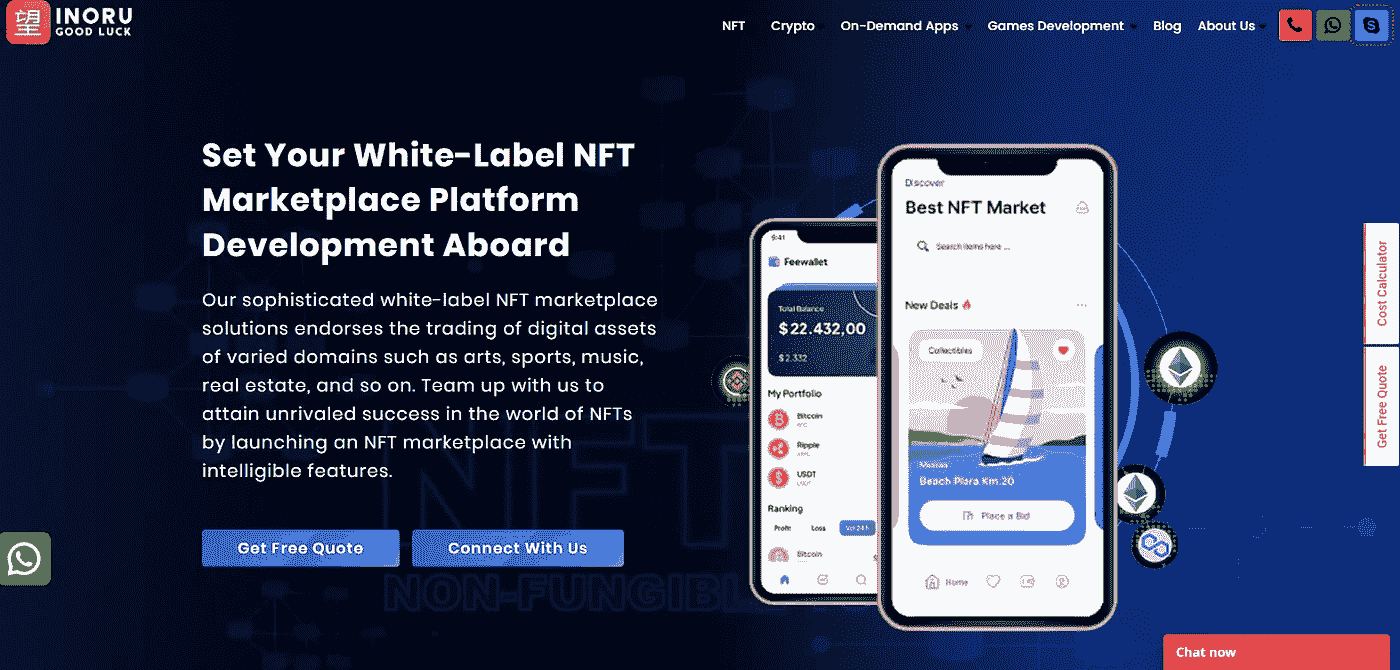 望
INORU
GOOD LUCK
NFT
Crypto
On-Demand Apps
Games Development
Blog
About Us
Set Your White-Label NFT
Marketplace Platform
Development Aboard
Our sophisticated white-label NFT marketplace
solutions endorses the trading of digital assets
of varied domains such as arts, sports, music,
real estate, and so on. Team up with us to
attain unrivaled success in the world of NFTs
by launching an NFT marketplace with
intelligible features.
Get Free Quote
Connect With Us
NFT
NON-FUNGIBL
9:41
Feewallet
Total Balance
$22.432,00
$2.332
My Portfolio
Bitcoin
BTC
Ripple
USDT
Ranking
Profit
Loss
Vol 24 h
Bitcoin
Discover
Best NFT Market
Search items here ...
New Deals
Collectibles
Beach Plara Km.20
Place a Bid
Home
Cost Calculator
Get Free Quote
Chat now